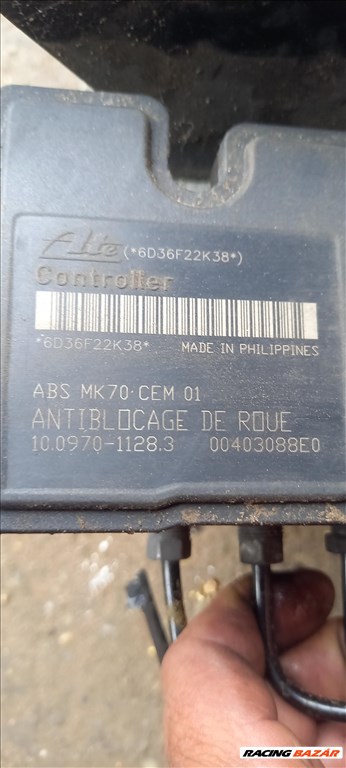 Ate (*6D36F22K38*)
Controller
*6D36F22K38* MADE IN PHILIPPINES
ABS MK70-CEM 01
ANTIBLOCAGE DE ROUE
10.0970-1128.3 00403088E0
RACING BAZÁR